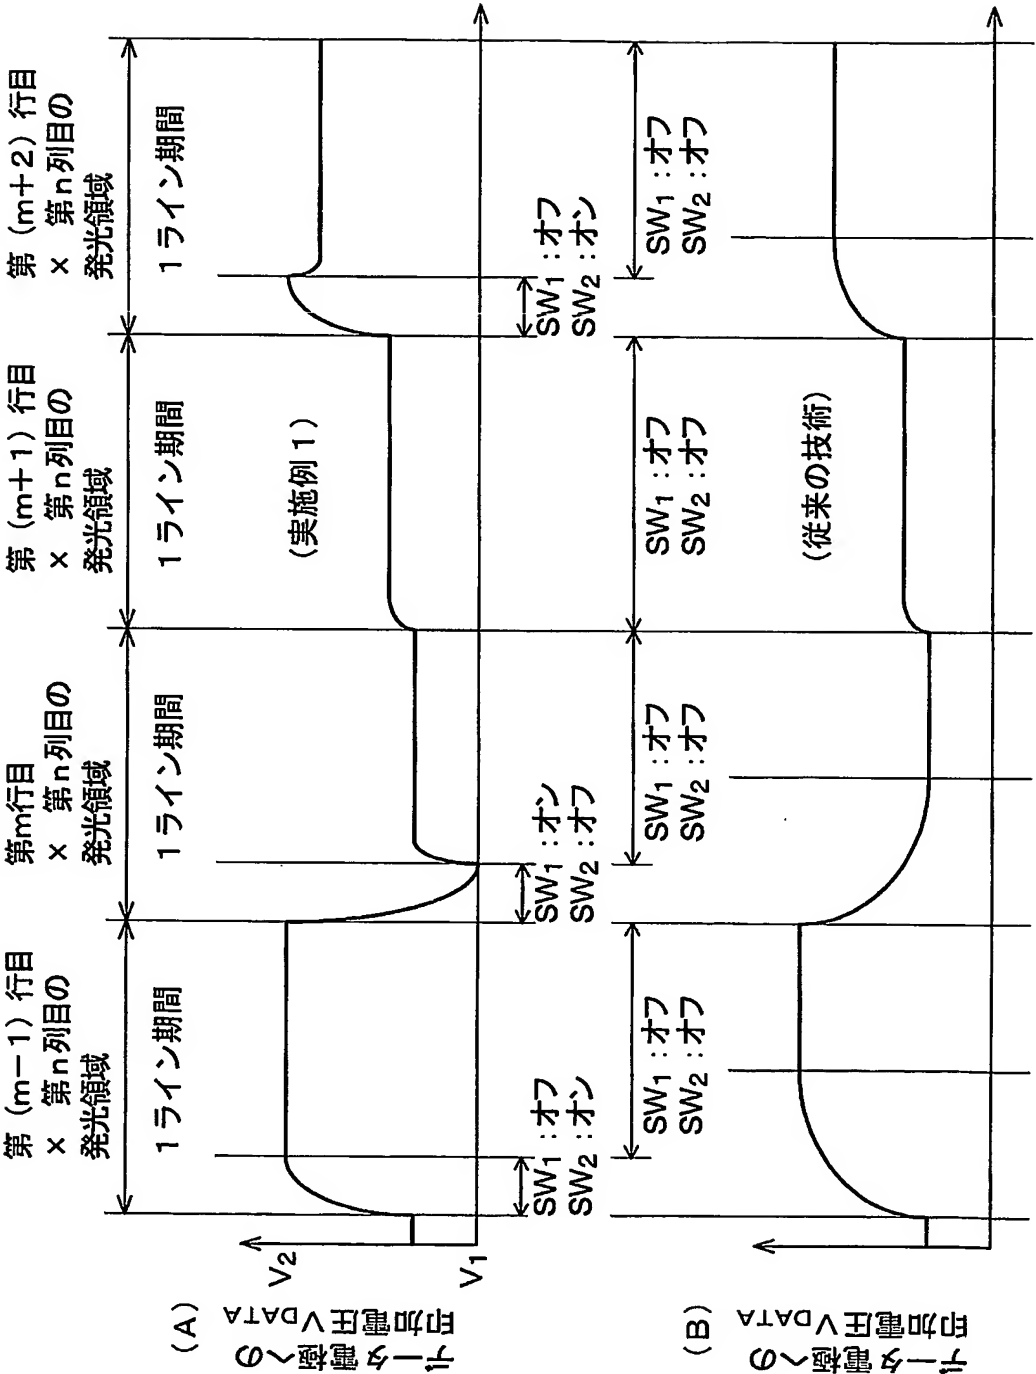 第(m−1)行目
× 第n列目の
発光領域
第m行目
× 第n列目の
発光領域
第(m+1)行目
× 第n列目の
発光領域
第(m+2)行目
× 第n列目の
発光領域
1ライン期間
1ライン期間
1ライン期間
1ライン期間
(A)
データ電極への
印加電圧VDATA
V2
V1
(実施例1)
SW1:オフ
SW2:オン
SW1:オン
SW2:オフ
SW1:オフ
SW2:オン
SW1:オフ
SW2:オフ
SW1:オフ
SW2:オフ
SW1:オフ
SW2:オフ
SW1:オフ
SW2:オフ
(B)
データ電極への
印加電圧VDATA
(従来の技術)